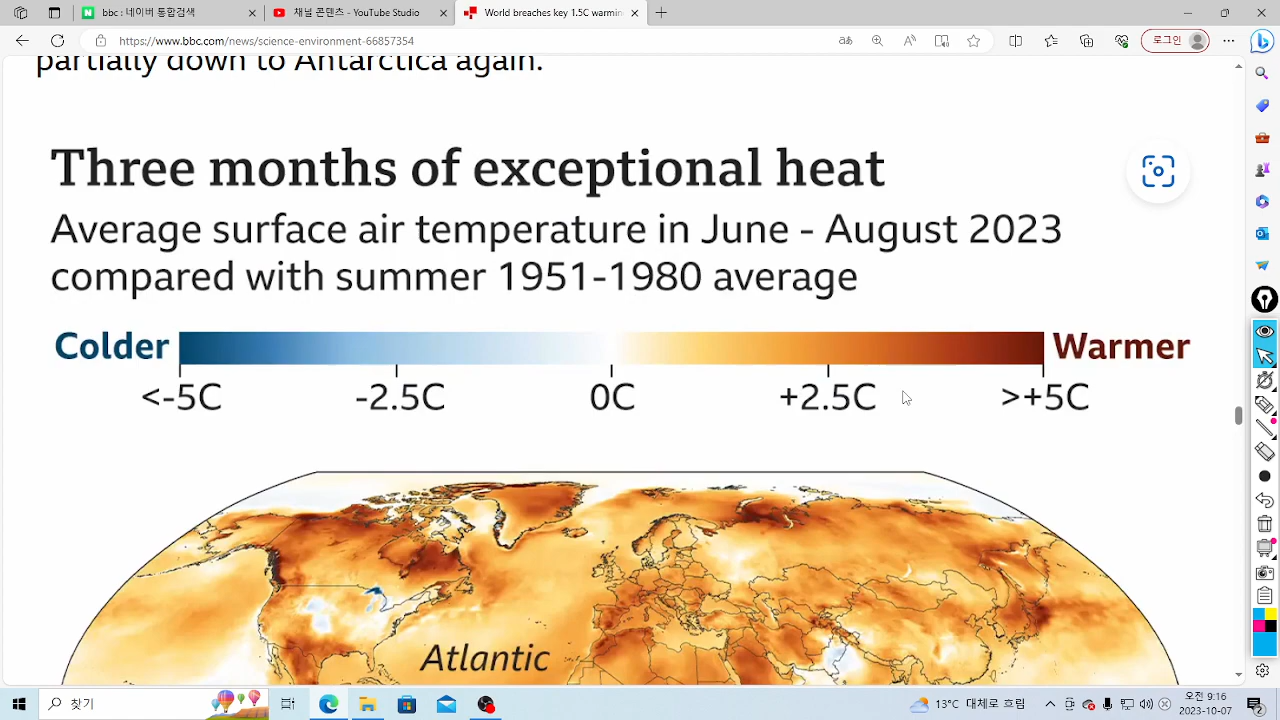 bbc : 네이버 통합검색
채널 콘텐츠 - YouTube Studio
World breaches key 1.5C warming
https://www.bbc.com/news/science-environment-66857354
로그인
partially down to Antarctica again.
Three months of exceptional heat
Average surface air temperature in June - August 2023
compared with summer 1951-1980 average
Colder
Warmer
<-5C
-2.5C
0C
+2.5C
>+5C
Atlantic
찾기
13°C 대체로 흐림
오전 9:16
2023-10-07
2